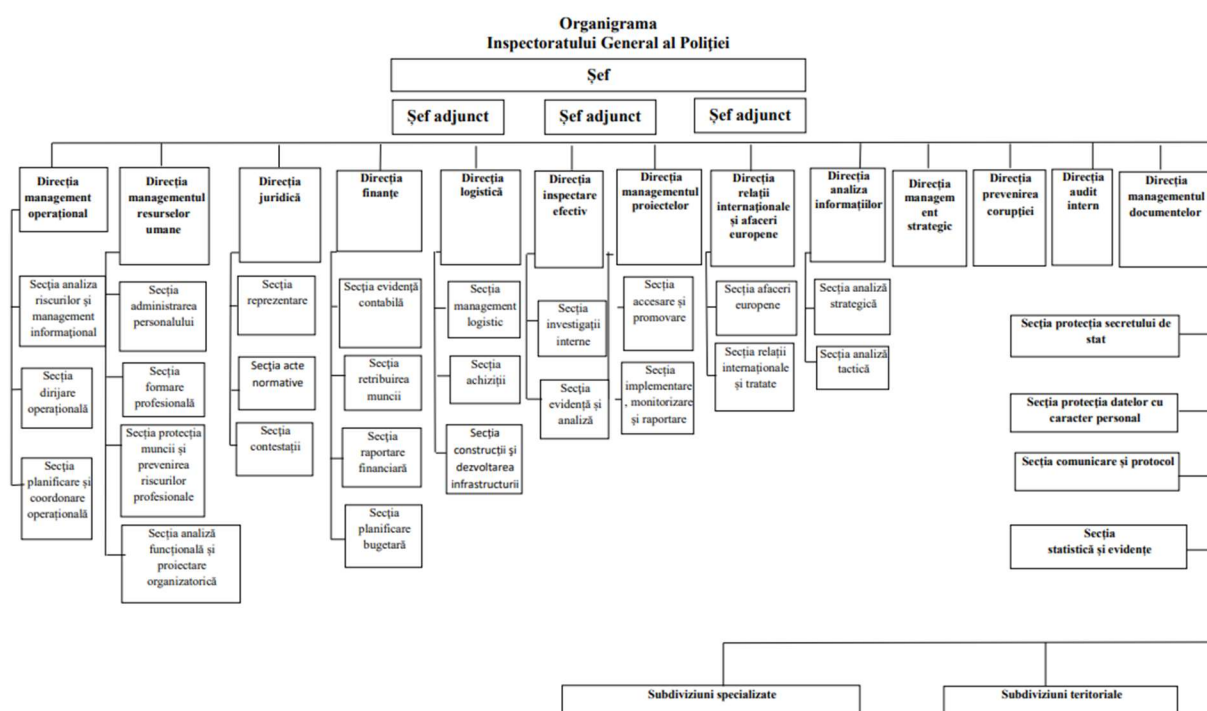 Organigrama
Inspectoratului General al Poliției
Șef
Șef adjunct
Șef adjunct
Șef adjunct
Direcția
management
operațional
Direcția
managementul
resurselor
umane
Direcția
juridică
Direcția
finanțe
Direcția
logistică
Direcția
inspectare
efectiv
Direcția
managementul
proiectelor
Direcția
relații
internaționale
și afaceri
europene
Direcția
analiza
informațiilor
Direcția
managem
ent
strategic
Direcția
prevenirea
corupției
Direcția
audit
intern
Direcția
managementul
documentelor
Secția analiza
riscurilor și
management
informațional
Secția
dirijare
operațională
Secția
planificare și
coordonare
operațională
Secția
administrarea
personalului
Secția
formare
profesională
Secția protecția
muncii și
prevenirea
riscurilor
profesionale
Secția analiză
funcțională și
proiectare
organizatorică
Secția
reprezentare
Secția acte
normative
Secția
contestații
Secția evidență
contabilă
Secția
retribuirea
muncii
Secția
raportare
financiară
Secția
planificare
bugetară
Secția
management
logistic
Secția
achiziții
Secția
construcții şi
dezvoltarea
infrastructurii
Secția
investigații
interne
Secția
evidență și
analiză
Secția
accesare și
promovare
Secția
implementare
, monitorizare
și raportare
Secția afaceri
europene
Secția relații
internaționale
și tratate
Secția analiză
strategică
Secția analiză
tactică
Secția protecția secretului de
stat
Secția protecția datelor cu
caracter personal
Secția comunicare și protocol
Secția
statistică și evidențe
Subdiviziuni specializate
Subdiviziuni teritoriale